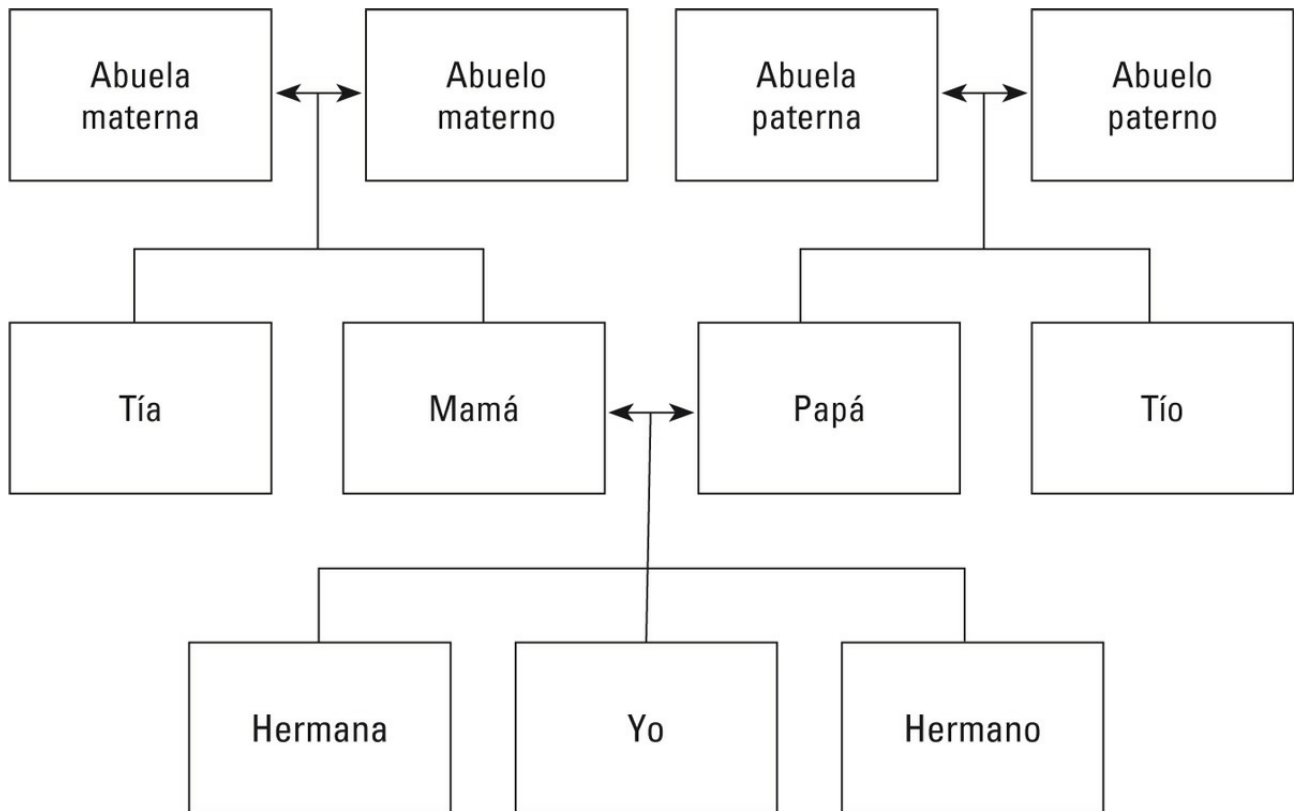 Abuela
materna
Abuelo
materno
Abuela
paterna
Abuelo
paterno
Tía
Mamá
Papá
Tío
Hermana
Yo
Hermano